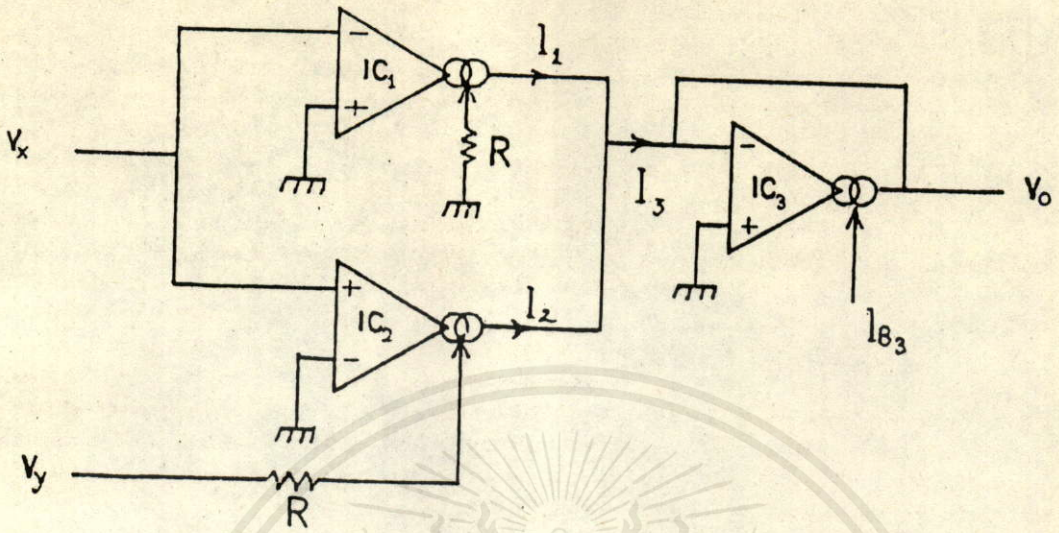 Vx
Vy
IC1
IC2
IC3
−
+
+
−
−
+
R
R
I1
I2
I3
IB3
Vo